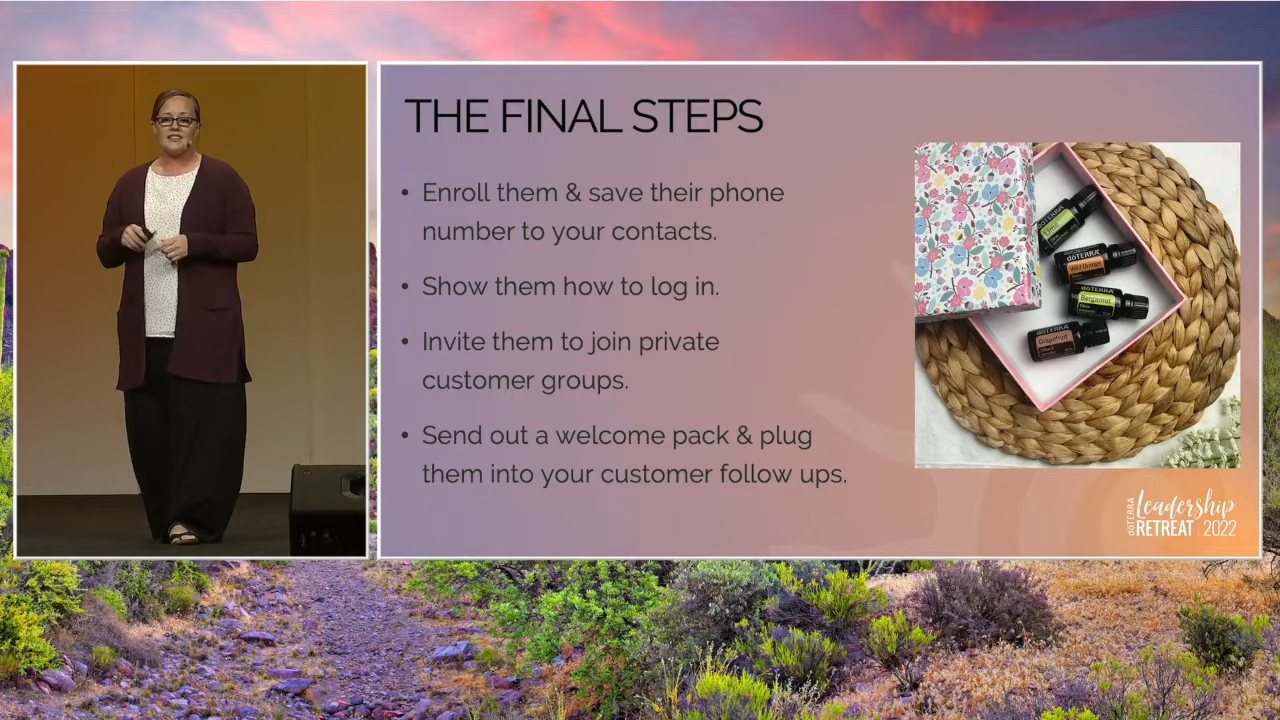 THE FINAL STEPS
• Enroll them & save their phone
number to your contacts.
• Show them how to log in.
• Invite them to join private
customer groups.
• Send out a welcome pack & plug
them into your customer follow ups.
Lime
dōTERRA
Wild Orange
dōTERRA
Bergamot
dōTERRA
Grapefruit
dōTERRA Leadership
RETREAT | 2022